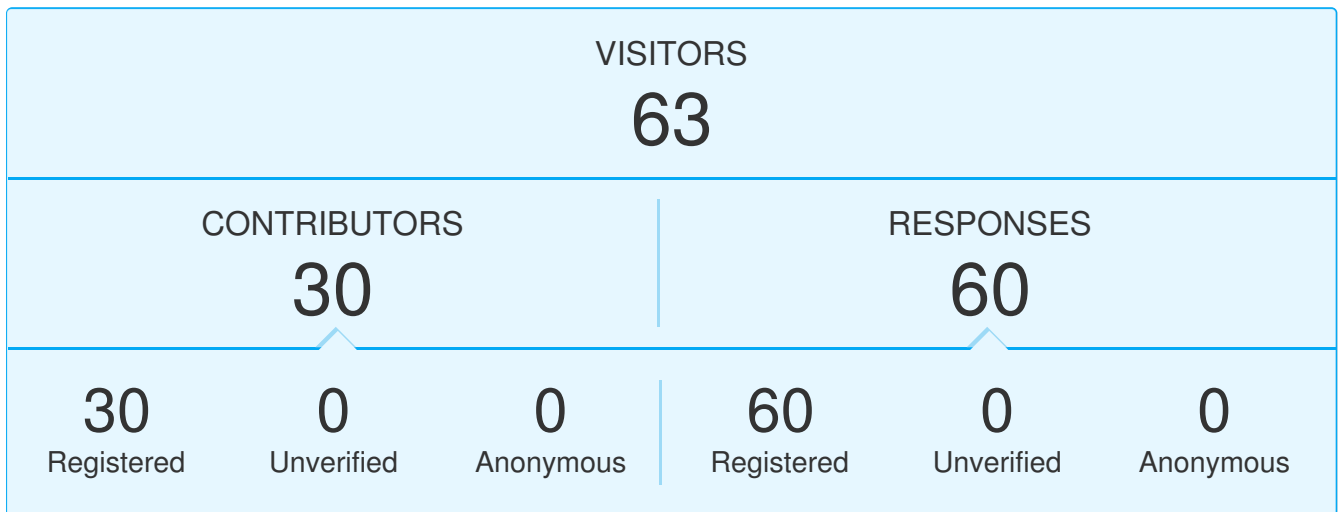 VISITORS
63
CONTRIBUTORS
30
RESPONSES
60
30
Registered
0
Unverified
0
Anonymous
60
Registered
0
Unverified
0
Anonymous